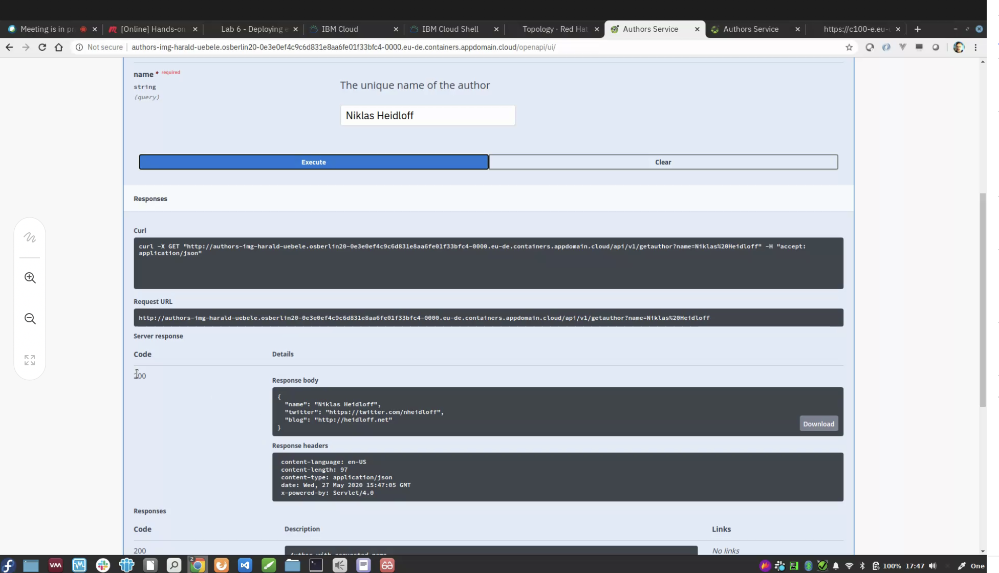 Meeting is in pr
[Online] Hands-on
Lab 6 - Deploying e
IBM Cloud
IBM Cloud Shell
Topology · Red Hat
Authors Service
Authors Service
https://c100-e.eu-
Not secure
authors-img-harald-uebele.osberlin20-0e3e0ef4c9c6d831e8aa6fe01f33bfc4-0000.eu-de.containers.appdomain.cloud/openapi/ui/
name * required
string
(query)
The unique name of the author
Niklas Heidloff
Execute
Clear
Responses
Curl
curl -X GET "http://authors-img-harald-uebele.osberlin20-0e3e0ef4c9c6d831e8aa6fe01f33bfc4-0000.eu-de.containers.appdomain.cloud/api/v1/getauthor?name=Niklas%20Heidloff" -H "accept:
application/json"
Request URL
http://authors-img-harald-uebele.osberlin20-0e3e0ef4c9c6d831e8aa6fe01f33bfc4-0000.eu-de.containers.appdomain.cloud/api/v1/getauthor?name=Niklas%20Heidloff
Server response
Code
Details
200
Response body
{
"name": "Niklas Heidloff",
"twitter": "https://twitter.com/nheidloff",
"blog": "http://heidloff.net"
}
Download
Response headers
content-language: en-US
content-length: 97
content-type: application/json
date: Wed, 27 May 2020 15:47:05 GMT
x-powered-by: Servlet/4.0
Responses
Code
Description
Links
200
Author with requested name
No links
2
100%
17:47
One